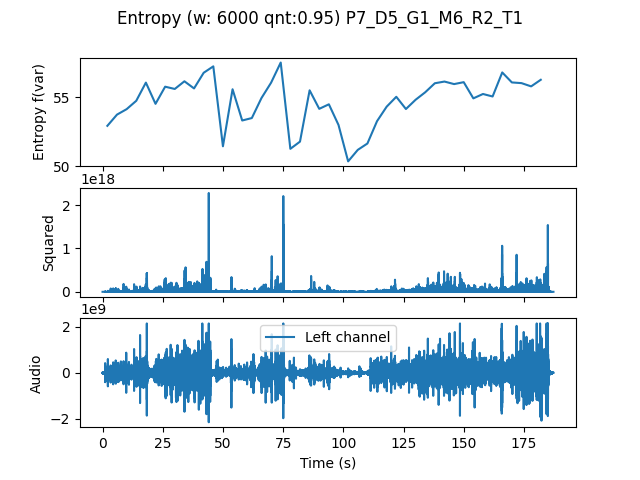 Entropy (w: 6000 qnt:0.95) P7_D5_G1_M6_R2_T1
Entropy f(var)
55
50
1e18
Squared
2
1
0
1e9
Audio
2
0
−2
Left channel
0 25 50 75 100 125 150 175
Time (s)